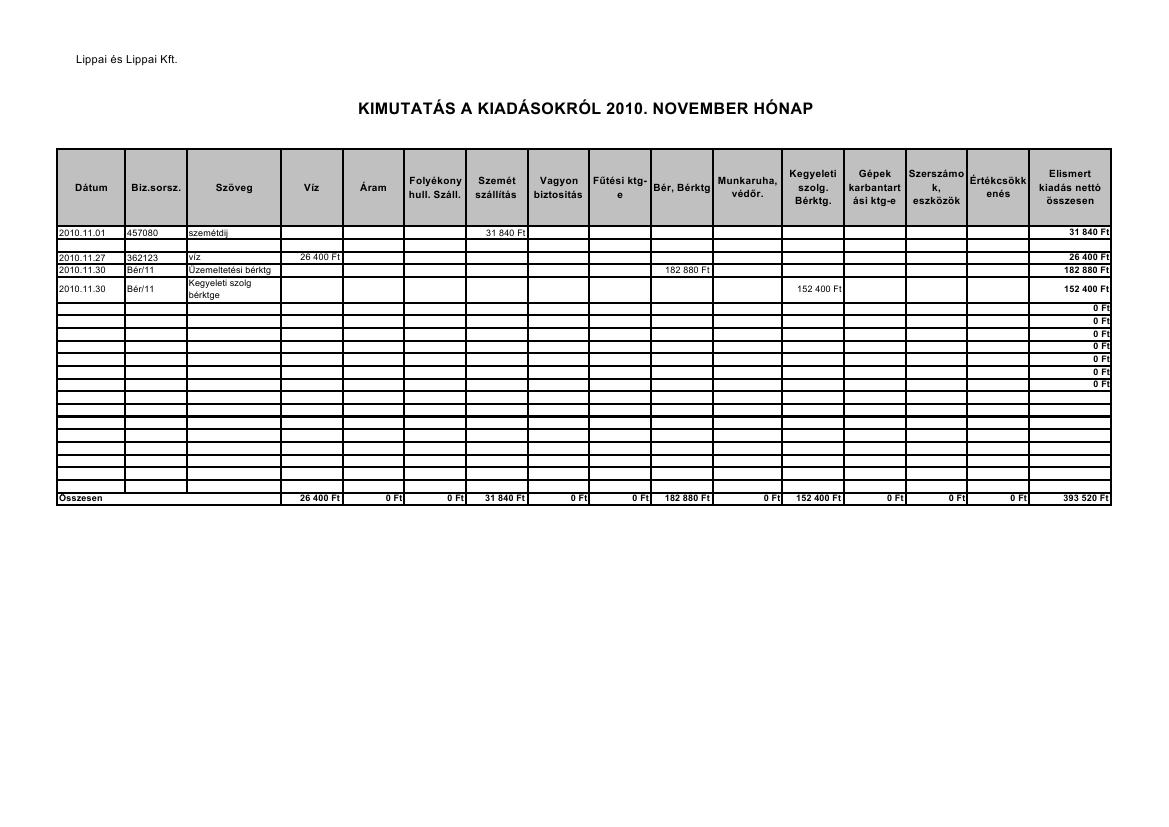 Lippai és Lippai Kft.
KIMUTATÁS A KIADÁSOKRÓL 2010. NOVEMBER HÓNAP
Dátum Biz.sorsz. Szöveg Víz Áram Folyékony hull. Száll. Szemét szállítás Vagyon biztosítás Fűtési ktg-e Bér, Bérktg Munkaruha, védőr. Kegyeleti szolg. Bérktg. Gépek karbantartási ktg-e Szerszámok, eszközök Értékcsökkenés Elismert kiadás nettó összesen
2010.11.01 457080 szemétdij 31 840 Ft 31 840 Ft
2010.11.27 362123 víz 26 400 Ft 26 400 Ft
2010.11.30 Bér/11 Üzemeltetési bérktg 182 880 Ft 182 880 Ft
2010.11.30 Bér/11 Kegyeleti szolg bérktge 152 400 Ft 152 400 Ft
0 Ft
0 Ft
0 Ft
0 Ft
0 Ft
0 Ft
0 Ft
Összesen 26 400 Ft 0 Ft 0 Ft 31 840 Ft 0 Ft 0 Ft 182 880 Ft 0 Ft 152 400 Ft 0 Ft 0 Ft 0 Ft 393 520 Ft